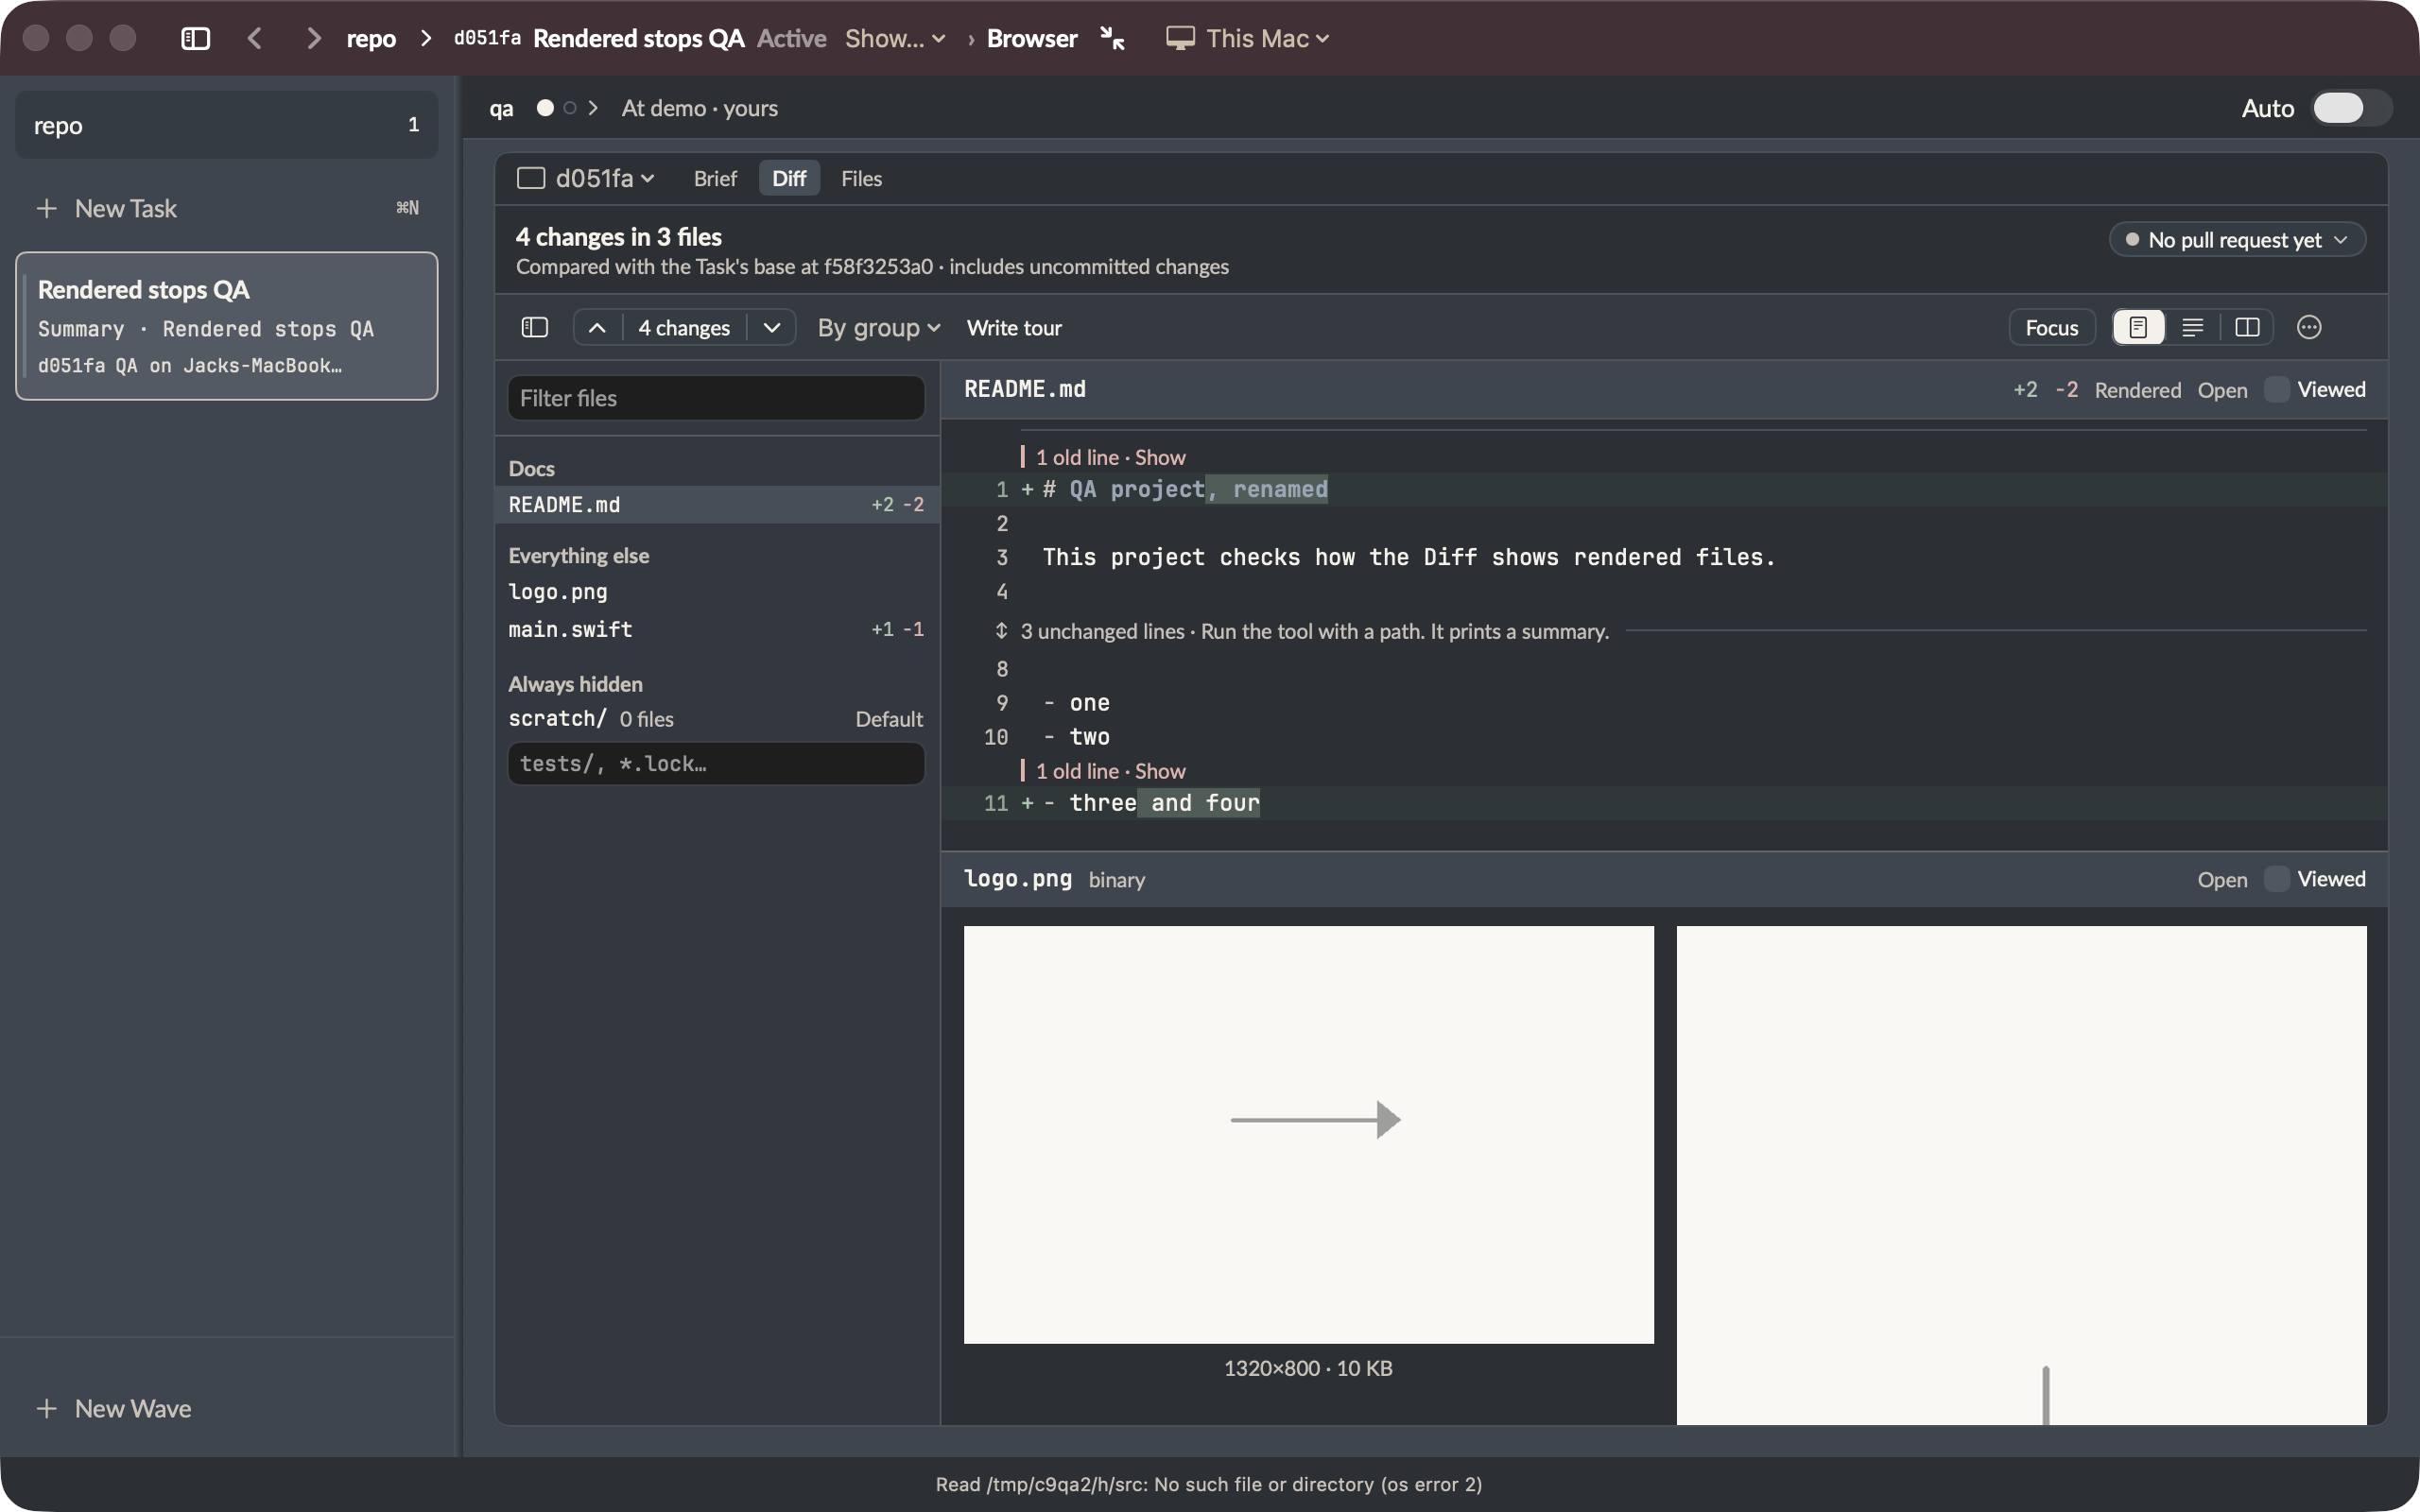 repo > d051fa Rendered stops QA Active Show... › Browser This Mac
repo 1
New Task ⌘N
Rendered stops QA
Summary · Rendered stops QA
d051fa QA on Jacks-MacBook…
New Wave
qa At demo · yours Auto
d051fa Brief Diff Files
4 changes in 3 files
Compared with the Task's base at f58f3253a0 · includes uncommitted changes
No pull request yet
4 changes By group Write tour Focus
Filter files
Docs
README.md +2 -2
Everything else
logo.png
main.swift +1 -1
Always hidden
scratch/ 0 files Default
tests/, *.lock…
README.md +2 -2 Rendered Open Viewed
1 old line · Show
1 + # QA project, renamed
2
3 This project checks how the Diff shows rendered files.
4
3 unchanged lines · Run the tool with a path. It prints a summary.
8
9 - one
10 - two
1 old line · Show
11 + - three and four
logo.png binary Open Viewed
1320×800 · 10 KB
Read /tmp/c9qa2/h/src: No such file or directory (os error 2)